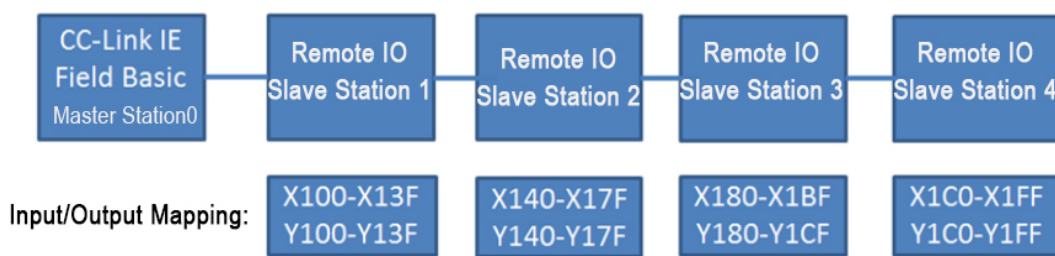 CC-Link IE
Field Basic
Master Station0
Remote IO
Slave Station 1
Remote IO
Slave Station 2
Remote IO
Slave Station 3
Remote IO
Slave Station 4
Input/Output Mapping:
X100-X13F
Y100-Y13F
X140-X17F
Y140-Y17F
X180-X1BF
Y180-Y1CF
X1C0-X1FF
Y1C0-Y1FF